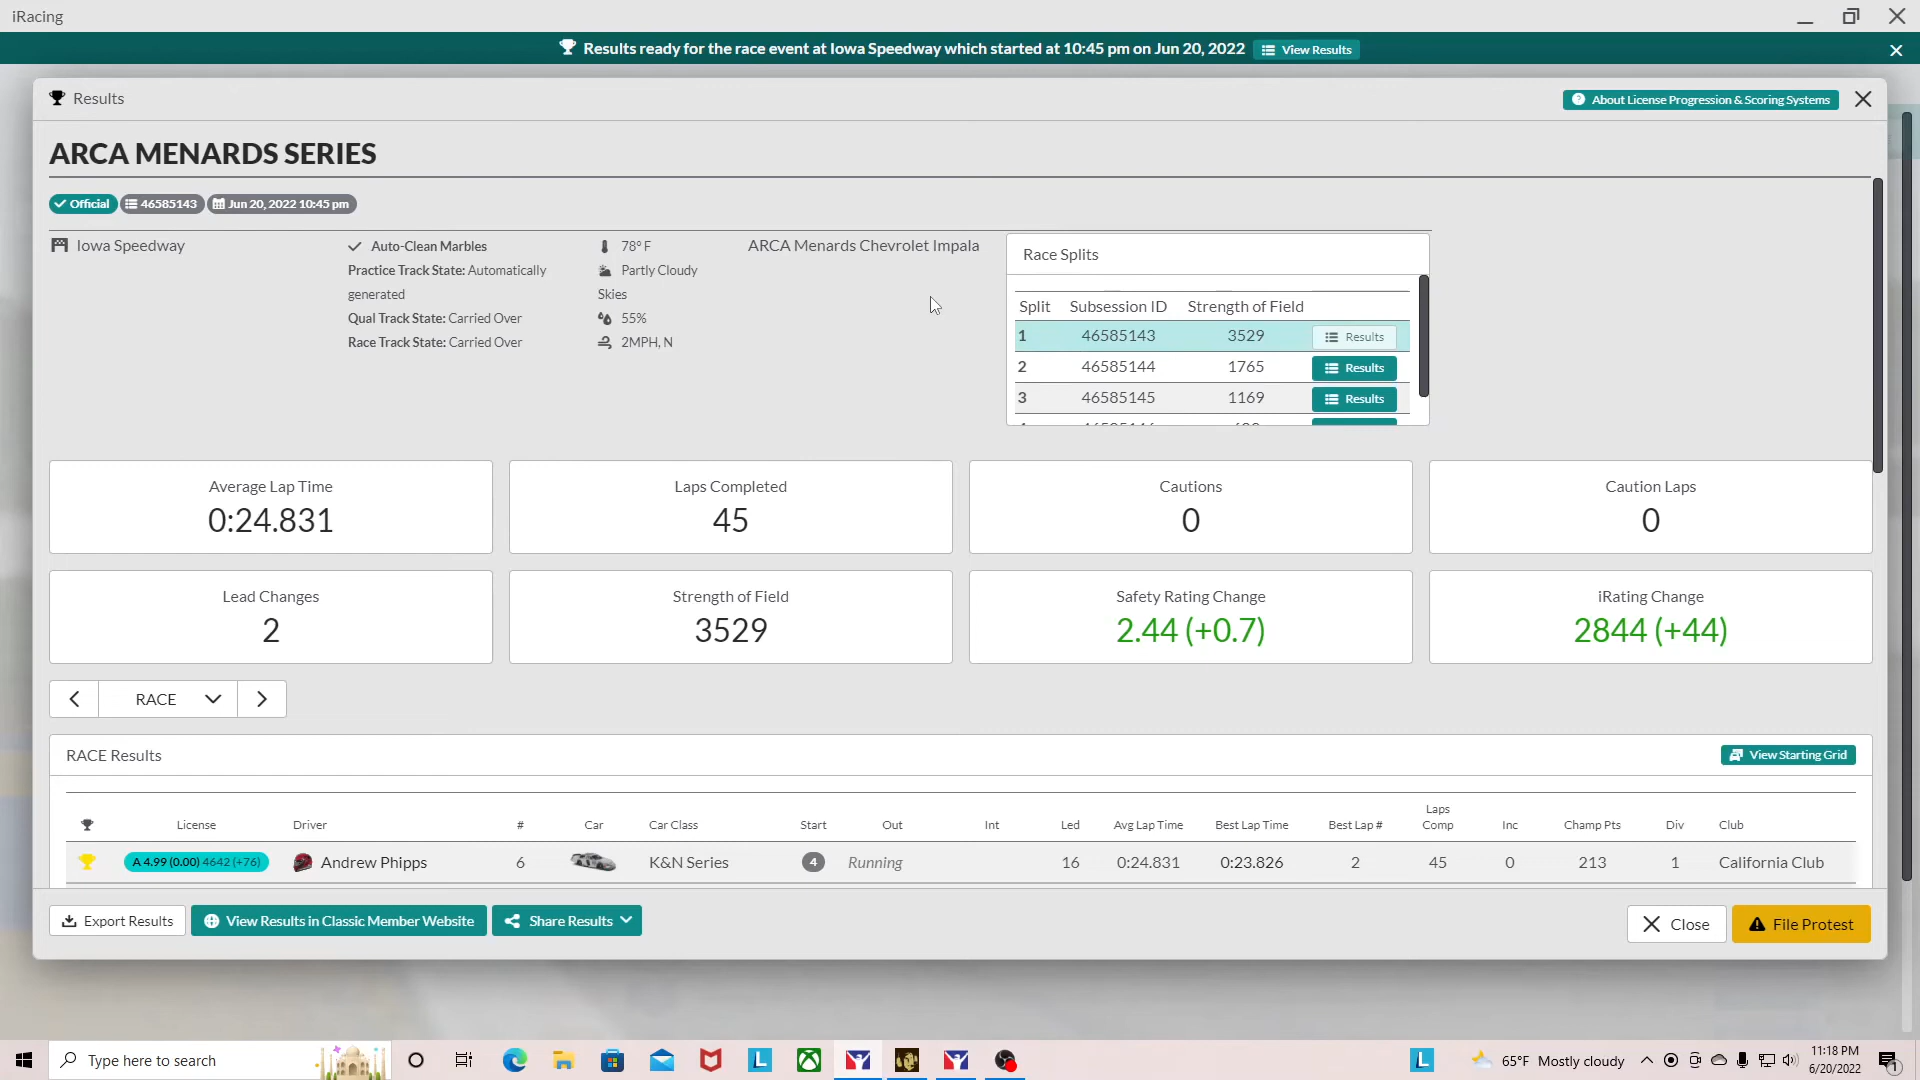 iRacing
Results ready for the race event at Iowa Speedway which started at 10:45 pm on Jun 20, 2022 View Results
Results
About License Progression & Scoring Systems
ARCA MENARDS SERIES
Official 46585143 Jun 20, 2022 10:45 pm
Iowa Speedway
Auto-Clean Marbles
Practice Track State: Automatically
generated
Qual Track State: Carried Over
Race Track State: Carried Over
78° F
Partly Cloudy
Skies
55%
2MPH, N
ARCA Menards Chevrolet Impala
Race Splits
Split Subsession ID Strength of Field
1 46585143 3529 Results
2 46585144 1765 Results
3 46585145 1169 Results
Average Lap Time
0:24.831
Laps Completed
45
Cautions
0
Caution Laps
0
Lead Changes
2
Strength of Field
3529
Safety Rating Change
2.44 (+0.7)
iRating Change
2844 (+44)
RACE
RACE Results
View Starting Grid
License Driver # Car Car Class Start Out Int Led Avg Lap Time Best Lap Time Best Lap # Laps Comp Inc Champ Pts Div Club
A 4.99 (0.00) 4642 (+76) Andrew Phipps 6 K&N Series 4 Running 16 0:24.831 0:23.826 2 45 0 213 1 California Club
Export Results View Results in Classic Member Website Share Results
Close File Protest
Type here to search
L
L
65°F Mostly cloudy
11:18 PM
6/20/2022
1